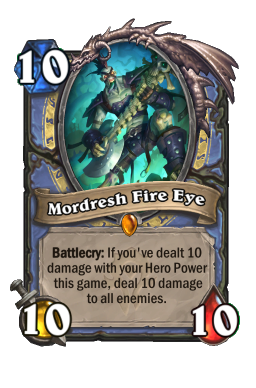 10
Mordresh Fire Eye
Battlecry: If you've dealt 10
damage with your Hero Power
this game, deal 10 damage
to all enemies.
10
10